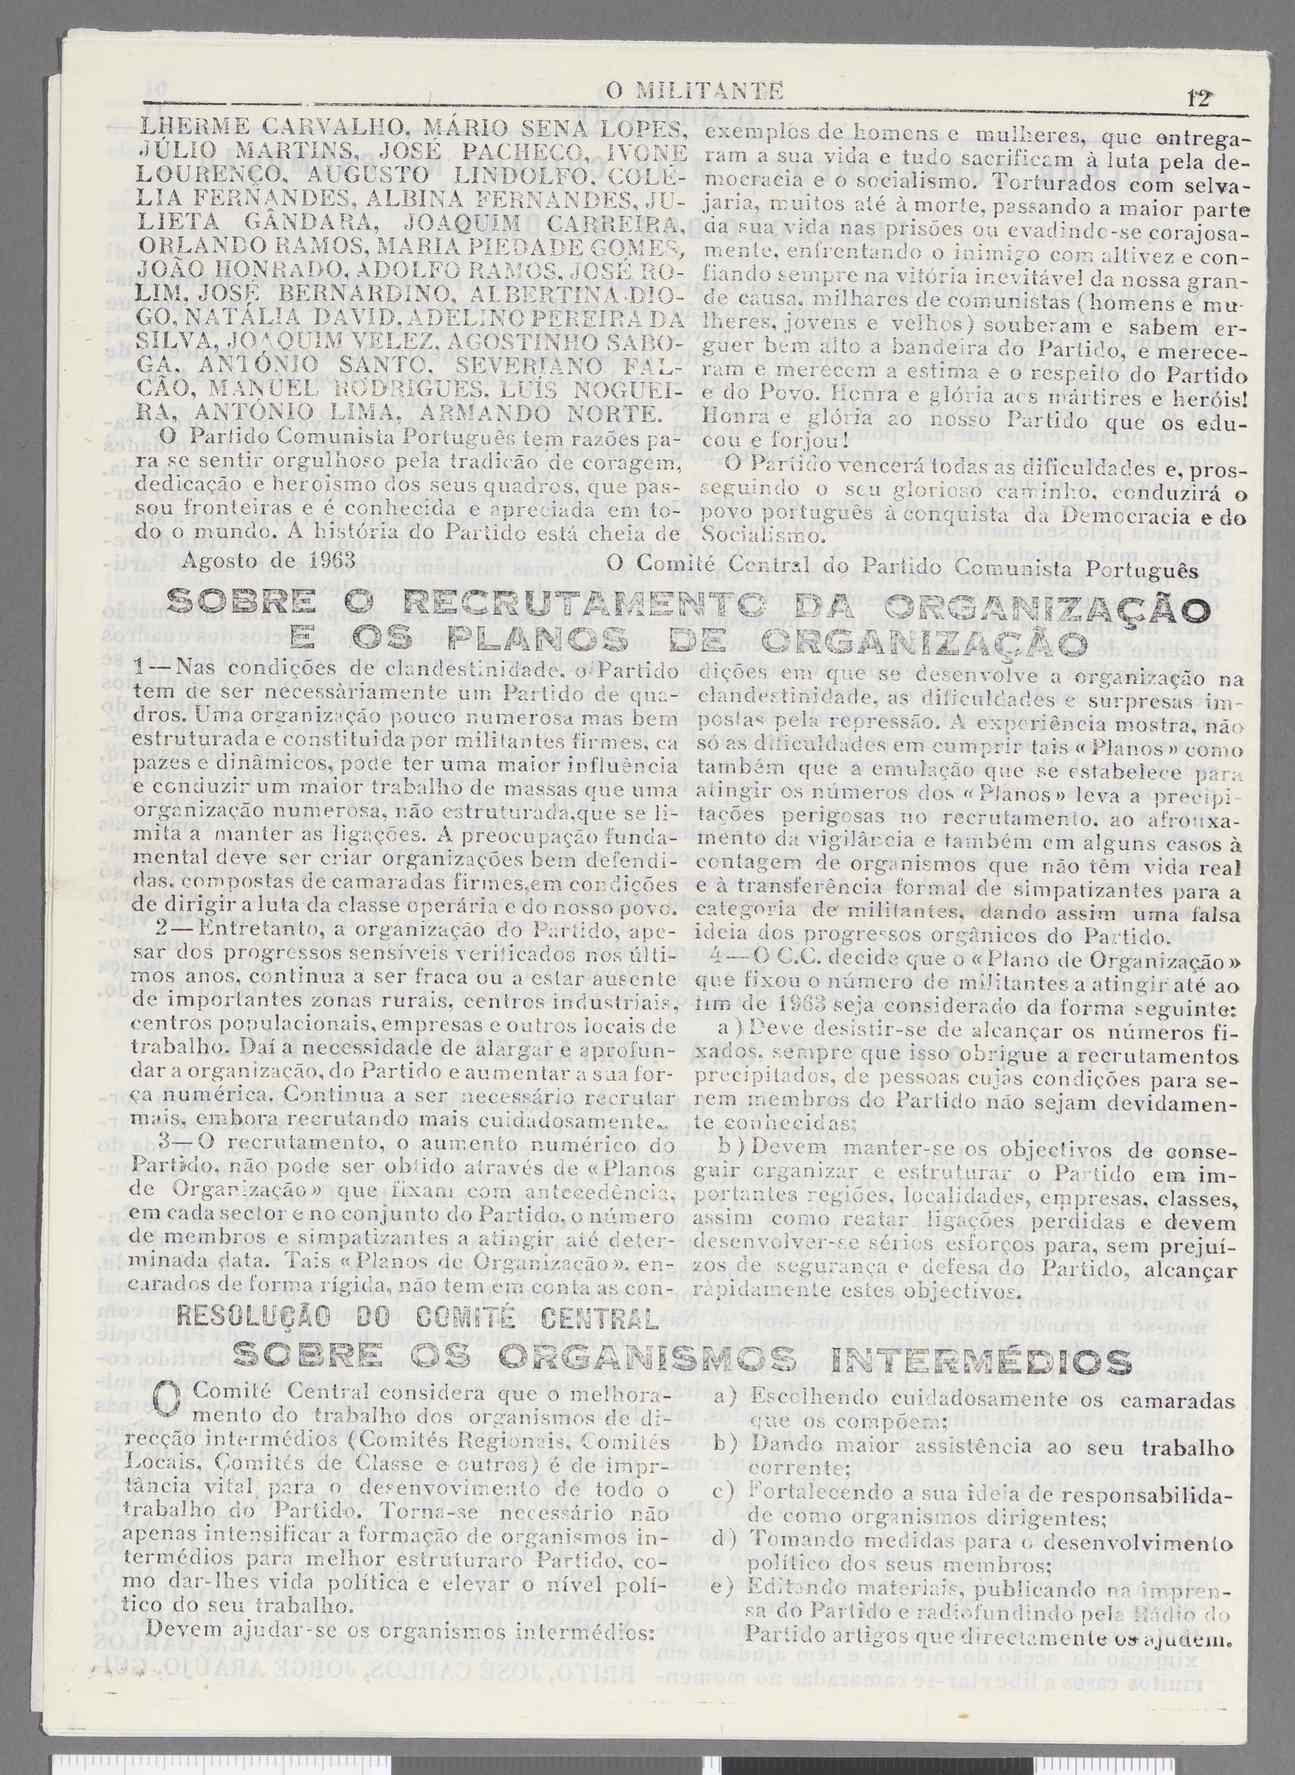 O MILITANTE
12
LHERME CARVALHO, MÁRIO SENA LOPES,
JÚLIO MARTINS, JOSÉ PACHECO, IVONE
LOURENÇO, AUGUSTO LINDOLFO, COLÉ-
LIA FERNANDES, ALBINA FERNANDES, JU-
LIETA GÂNDARA, JOAQUIM CARREIRA,
ORLANDO RAMOS, MARIA PIEDADE GOMES,
JOÃO HONRADO, ADOLFO RAMOS, JOSÉ RO-
LIM, JOSÉ BERNARDINO, ALBERTINA DIO-
GO, NATÁLIA DAVID, ADELINO PEREIRA DA
SILVA, JOAQUIM VELEZ, AGOSTINHO SABO-
GA, ANTÓNIO SANTO, SEVERIANO FAL-
CÃO, MANUEL RODRIGUES, LUÍS NOGUEI-
RA, ANTÓNIO LIMA, ARMANDO NORTE.
O Partido Comunista Português tem razões pa-
ra se sentir orgulhoso pela tradicão de coragem,
dedicação e heroismo dos seus quadros, que pas-
sou fronteiras e é conhecida e apreciada em to-
do o mundo. A história do Partido está cheia de
exemplos de homens e mulheres, que entrega-
ram a sua vida e tudo sacrificam à luta pela de-
mocracia e o socialismo. Torturados com selva-
jaria, muitos até à morte, passando a maior parte
da sua vida nas prisões ou evadindo-se corajosa-
mente, enfrentando o inimigo com altivez e con-
fiando sempre na vitória inevitável da nossa gran-
de causa, milhares de comunistas (homens e mu-
lheres, jovens e velhos) souberam e sabem er-
guer bem alto a bandeira do Partido, e merece-
ram e merecem a estima e o respeito do Partido
e do Povo. Honra e glória aos mártires e heróis!
Honra e glória ao nosso Partido que os edu-
cou e forjou!
O Partido vencerá todas as dificuldades e, pros-
seguindo o seu glorioso caminho, conduzirá o
povo português à conquista da Democracia e do
Socialismo.
Agosto de 1963
O Comité Central do Partido Comunista Português
SOBRE O RECRUTAMENTO DA ORGANIZAÇÃO
E OS PLANOS DE ORGANIZAÇÃO
1—Nas condições de clandestinidade, o Partido
tem de ser necessàriamente um Partido de qua-
dros. Uma organização pouco numerosa mas bem
estruturada e constituida por militantes firmes, ca
pazes e dinâmicos, pode ter uma maior influência
e conduzir um maior trabalho de massas que uma
organização numerosa, não estruturada,que se li-
mita a manter as ligações. A preocupação funda-
mental deve ser criar organizações bem defendi-
das, compostas de camaradas firmes,em condições
de dirigir a luta da classe operária e do nosso povo.
2—Entretanto, a organização do Partido, ape-
sar dos progressos sensíveis verificados nos últi-
mos anos, continua a ser fraca ou a estar ausente
de importantes zonas rurais, centros industriais,
centros populacionais, empresas e outros locais de
trabalho. Daí a necessidade de alargar e aprofun-
dar a organização, do Partido e aumentar a sua for-
ça numérica. Continua a ser necessário recrutar
mais, embora recrutando mais cuidadosamente.
3—O recrutamento, o aumento numérico do
Partido, não pode ser obtido através de «Planos
de Organização» que fixam com antecedência,
em cada sector e no conjunto do Partido, o número
de membros e simpatizantes a atingir até deter-
minada data. Tais «Planos de Organização», en-
carados de forma rígida, não tem em conta as con-
dições em que se desenvolve a organização na
clandestinidade, as dificuldades e surpresas im-
postas pela repressão. A experiência mostra, não
só as dificuldades em cumprir tais «Planos» como
também que a emulação que se estabelece para
atingir os números dos «Planos» leva a precipi-
tações perigosas no recrutamento, ao afrouxa-
mento da vigilância e também em alguns casos à
contagem de organismos que não têm vida real
e à transferência formal de simpatizantes para a
categoria de militantes, dando assim uma falsa
ideia dos progressos orgânicos do Partido.
4—O C.C. decide que o «Plano de Organização»
que fixou o número de militantes a atingir até ao
fim de 1963 seja considerado da forma seguinte:
a) Deve desistir-se de alcançar os números fi-
xados, sempre que isso obrigue a recrutamentos
precipitados, de pessoas cujas condições para se-
rem membros do Partido não sejam devidamen-
te conhecidas;
b) Devem manter-se os objectivos de conse-
guir organizar e estruturar o Partido em im-
portantes regiões, localidades, empresas, classes,
assim como reatar ligações perdidas e devem
desenvolver-se sérios esforços para, sem prejuí-
zos de segurança e defesa do Partido, alcançar
ràpidamente estes objectivos.
RESOLUÇÃO DO COMITÉ CENTRAL
SOBRE OS ORGANISMOS INTERMÉDIOS
O Comité Central considera que o melhora-
mento do trabalho dos organismos de di-
recção intermédios (Comités Regionais, Comités
Locais, Comités de Classe e outros) é de impr-
tância vital para o desenvovimento de todo o
trabalho do Partido. Torna-se necessário não
apenas intensificar a formação de organismos in-
termédios para melhor estruturaro Partido, co-
mo dar-lhes vida política e elevar o nível polí-
tico do seu trabalho.
Devem ajudar-se os organismos intermédios:
a) Escolhendo cuidadosamente os camaradas
que os compõem;
b) Dando maior assistência ao seu trabalho
corrente;
c) Fortalecendo a sua ideia de responsabilida-
de como organismos dirigentes;
d) Tomando medidas para o desenvolvimento
político dos seus membros;
e) Editando materiais, publicando na impren-
sa do Partido e radiofundindo pela Rádio do
Partido artigos que directamente os ajudem.